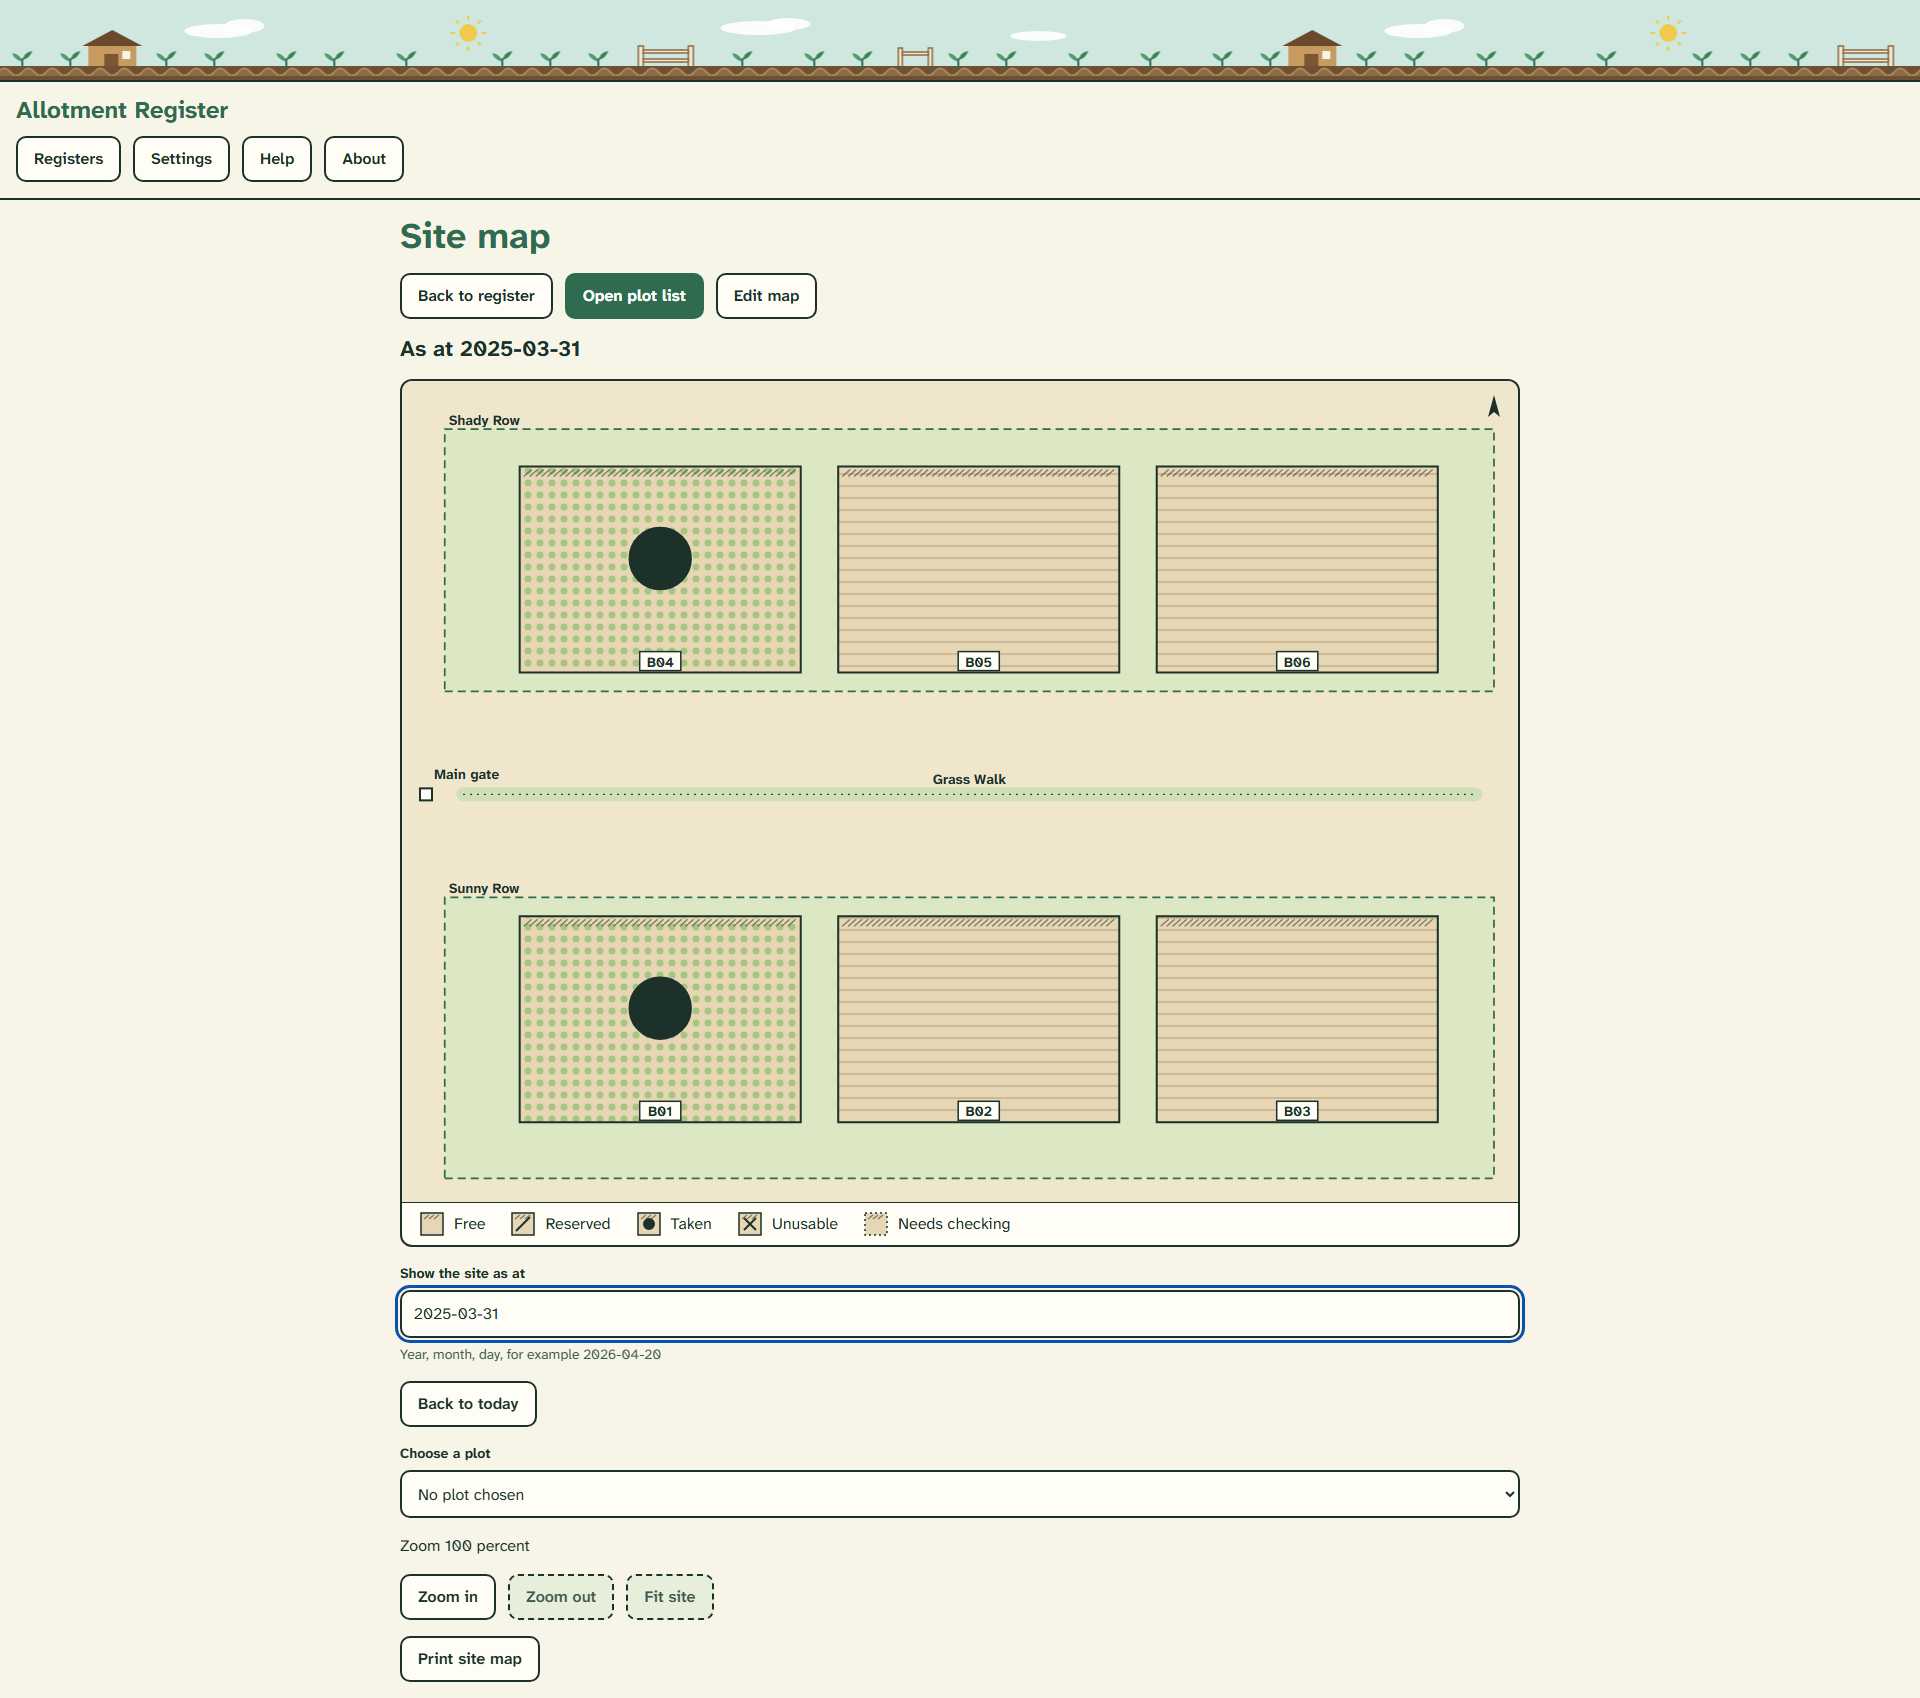 Allotment Register
Registers Settings Help About
Site map
Back to register Open plot list Edit map
As at 2025-03-31
Shady Row
B04 B05 B06
Main gate
Grass Walk
Sunny Row
B01 B02 B03
Free Reserved Taken Unusable Needs checking
Show the site as at
2025-03-31
Year, month, day, for example 2026-04-20
Back to today
Choose a plot
No plot chosen
Zoom 100 percent
Zoom in Zoom out Fit site
Print site map